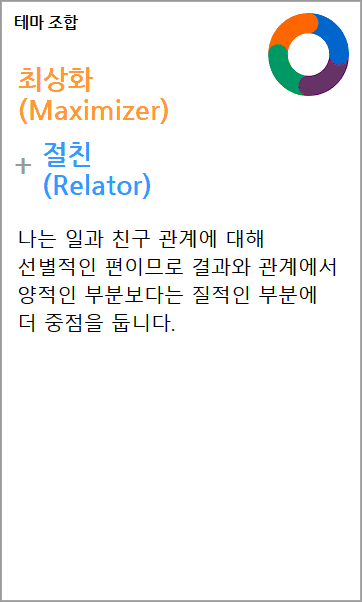 테마 조합
최상화
(Maximizer)
+ 절친
(Relator)
나는 일과 친구 관계에 대해
선별적인 편이므로 결과와 관계에서
양적인 부분보다는 질적인 부분에
더 중점을 둡니다.